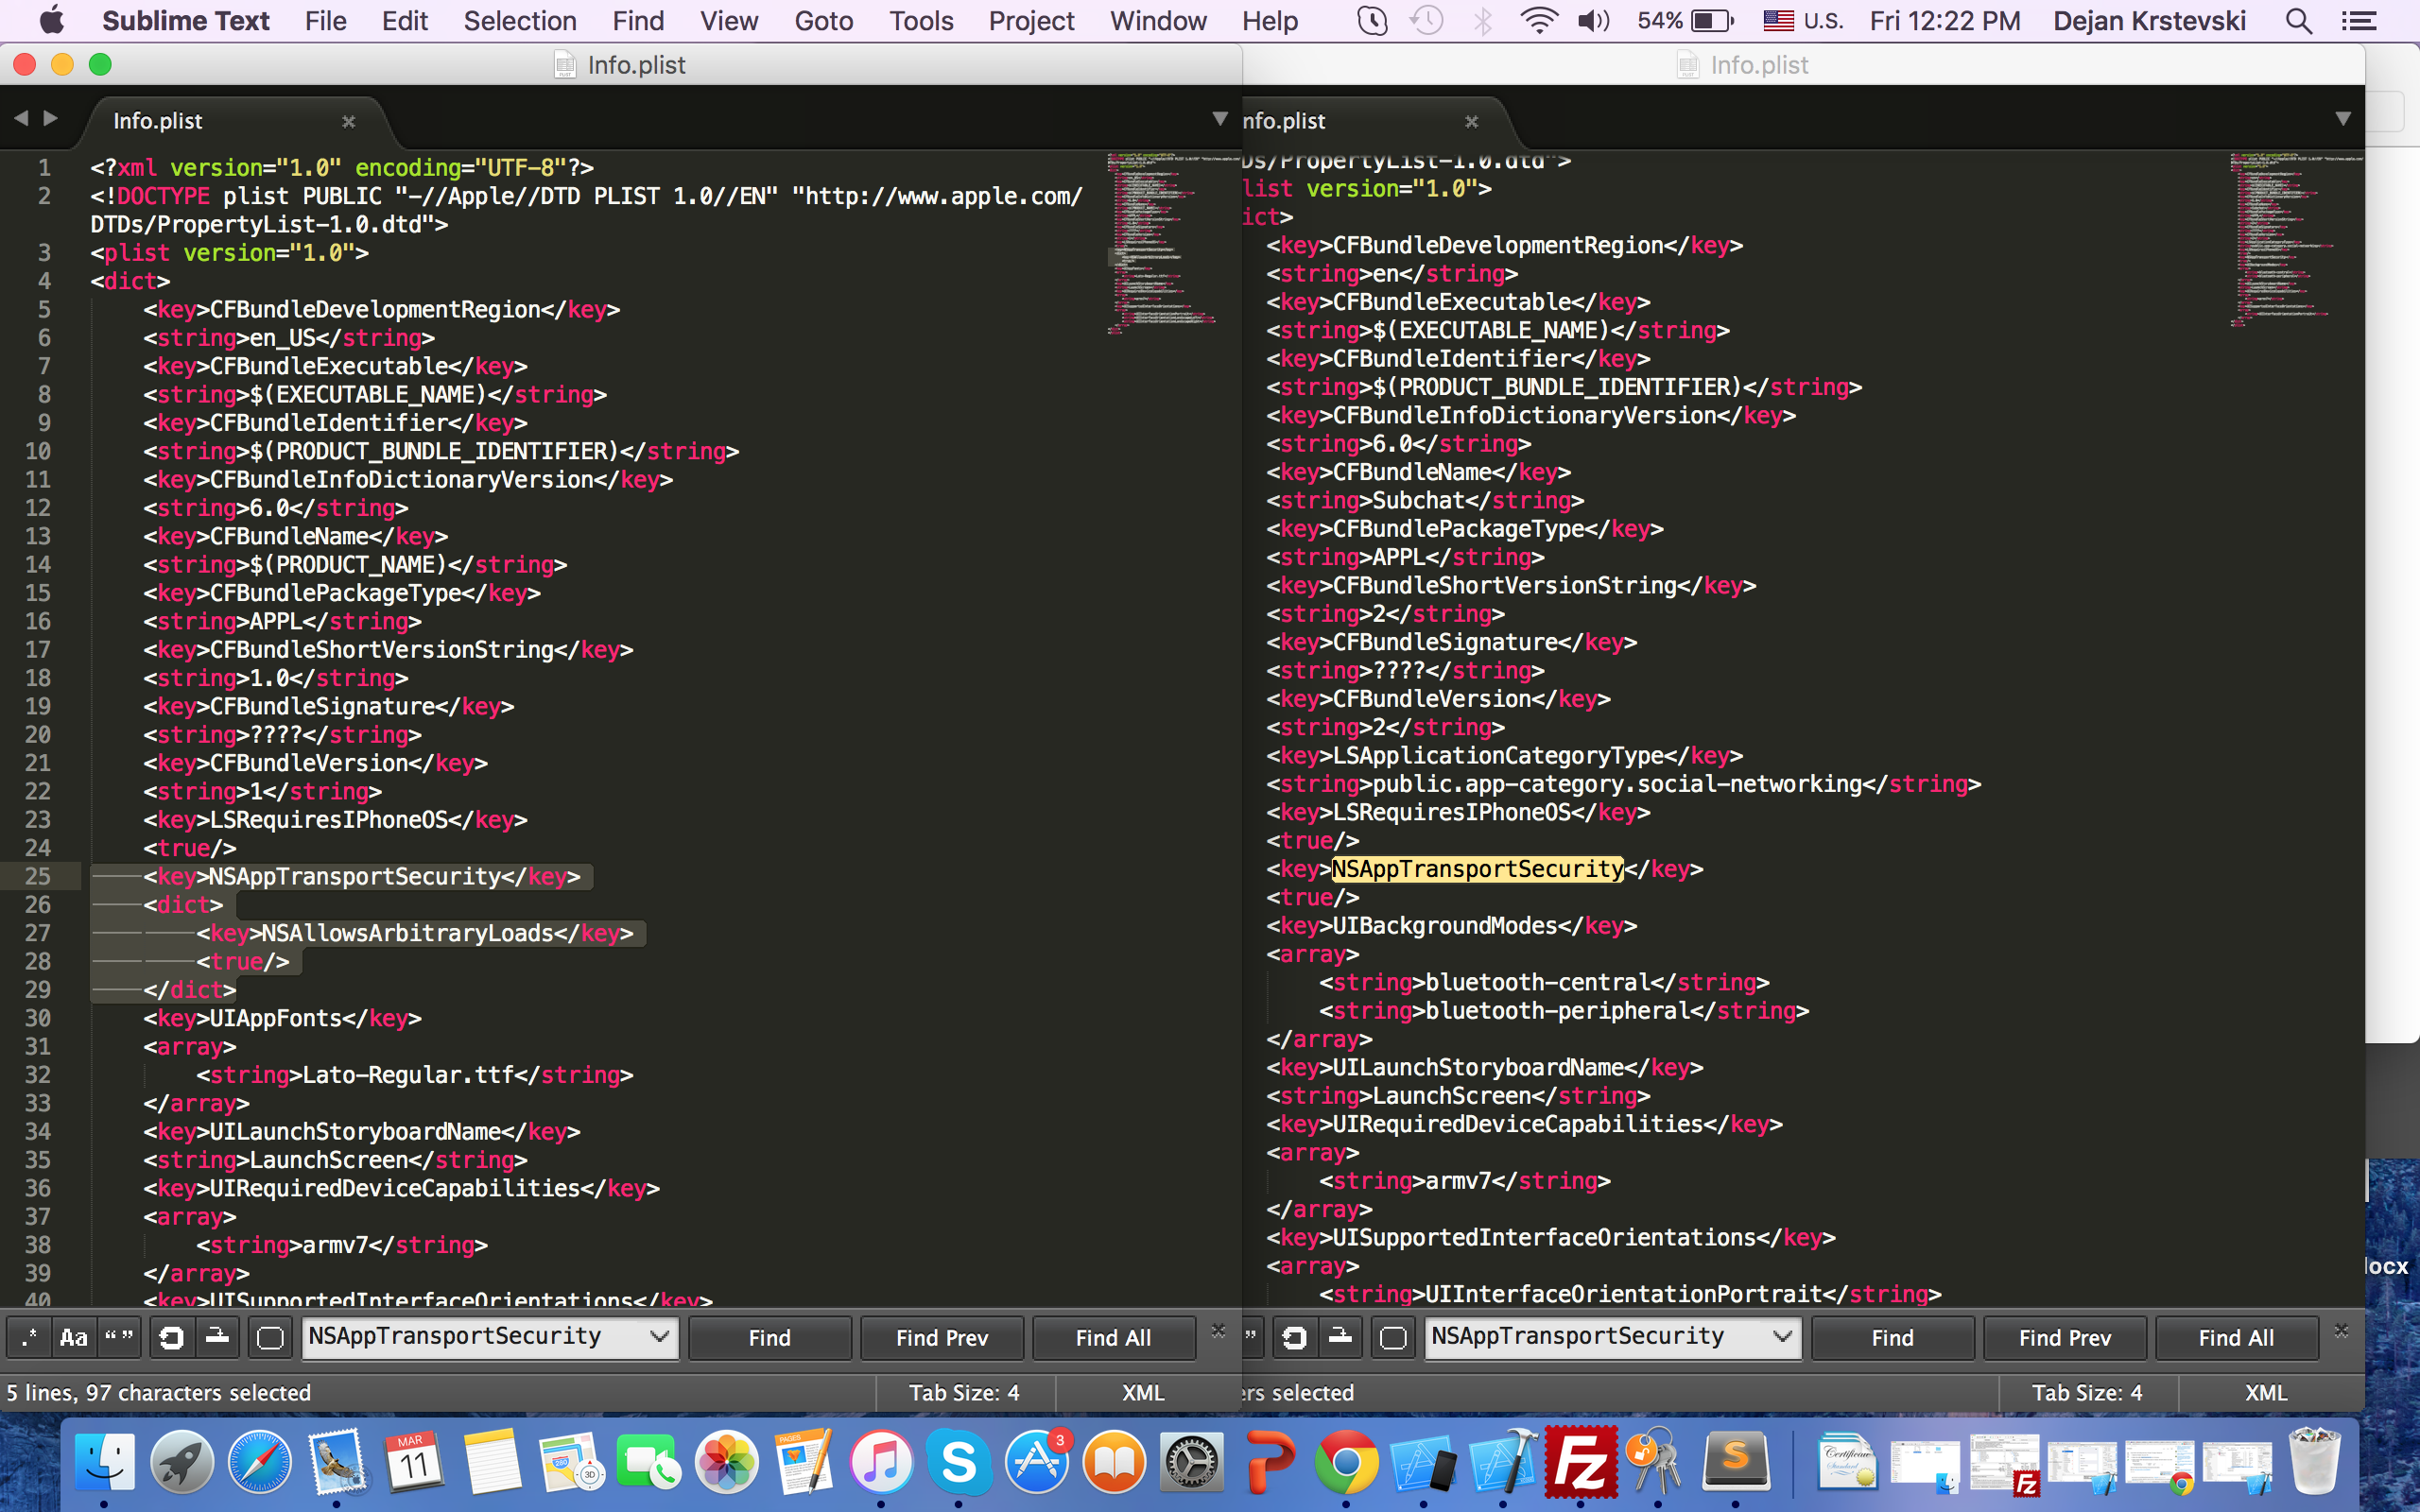 Sublime Text File Edit Selection Find View Goto Tools Project Window Help 54% U.S. Fri 12:22 PM Dejan Krstevski
Info.plist
Info.plist
1 <?xml version="1.0" encoding="UTF-8"?>
2 <!DOCTYPE plist PUBLIC "-//Apple//DTD PLIST 1.0//EN" "http://www.apple.com/
DTDs/PropertyList-1.0.dtd">
3 <plist version="1.0">
4 <dict>
5 <key>CFBundleDevelopmentRegion</key>
6 <string>en_US</string>
7 <key>CFBundleExecutable</key>
8 <string>$(EXECUTABLE_NAME)</string>
9 <key>CFBundleIdentifier</key>
10 <string>$(PRODUCT_BUNDLE_IDENTIFIER)</string>
11 <key>CFBundleInfoDictionaryVersion</key>
12 <string>6.0</string>
13 <key>CFBundleName</key>
14 <string>$(PRODUCT_NAME)</string>
15 <key>CFBundlePackageType</key>
16 <string>APPL</string>
17 <key>CFBundleShortVersionString</key>
18 <string>1.0</string>
19 <key>CFBundleSignature</key>
20 <string>????</string>
21 <key>CFBundleVersion</key>
22 <string>1</string>
23 <key>LSRequiresIPhoneOS</key>
24 <true/>
25 <key>NSAppTransportSecurity</key>
26 <dict>
27 <key>NSAllowsArbitraryLoads</key>
28 <true/>
29 </dict>
30 <key>UIAppFonts</key>
31 <array>
32 <string>Lato-Regular.ttf</string>
33 </array>
34 <key>UILaunchStoryboardName</key>
35 <string>LaunchScreen</string>
36 <key>UIRequiredDeviceCapabilities</key>
37 <array>
38 <string>armv7</string>
39 </array>
40 <key>UISupportedInterfaceOrientations</key>
.* Aa “ ” NSAppTransportSecurity Find Find Prev Find All
5 lines, 97 characters selected Tab Size: 4 XML
Info.plist
nfo.plist
DTDs/PropertyList-1.0.dtd">
list version="1.0">
ict>
<key>CFBundleDevelopmentRegion</key>
<string>en</string>
<key>CFBundleExecutable</key>
<string>$(EXECUTABLE_NAME)</string>
<key>CFBundleIdentifier</key>
<string>$(PRODUCT_BUNDLE_IDENTIFIER)</string>
<key>CFBundleInfoDictionaryVersion</key>
<string>6.0</string>
<key>CFBundleName</key>
<string>Subchat</string>
<key>CFBundlePackageType</key>
<string>APPL</string>
<key>CFBundleShortVersionString</key>
<string>2</string>
<key>CFBundleSignature</key>
<string>????</string>
<key>CFBundleVersion</key>
<string>2</string>
<key>LSApplicationCategoryType</key>
<string>public.app-category.social-networking</string>
<key>LSRequiresIPhoneOS</key>
<true/>
<key>NSAppTransportSecurity</key>
<true/>
<key>UIBackgroundModes</key>
<array>
<string>bluetooth-central</string>
<string>bluetooth-peripheral</string>
</array>
<key>UILaunchStoryboardName</key>
<string>LaunchScreen</string>
<key>UIRequiredDeviceCapabilities</key>
<array>
<string>armv7</string>
</array>
<key>UISupportedInterfaceOrientations</key>
<array>
<string>UIInterfaceOrientationPortrait</string>
” NSAppTransportSecurity Find Find Prev Find All
ers selected Tab Size: 4 XML
ocx
MAR
11
280
3D
PAGES
S
3
P
Fz
S
Certificate
Standard
Fz